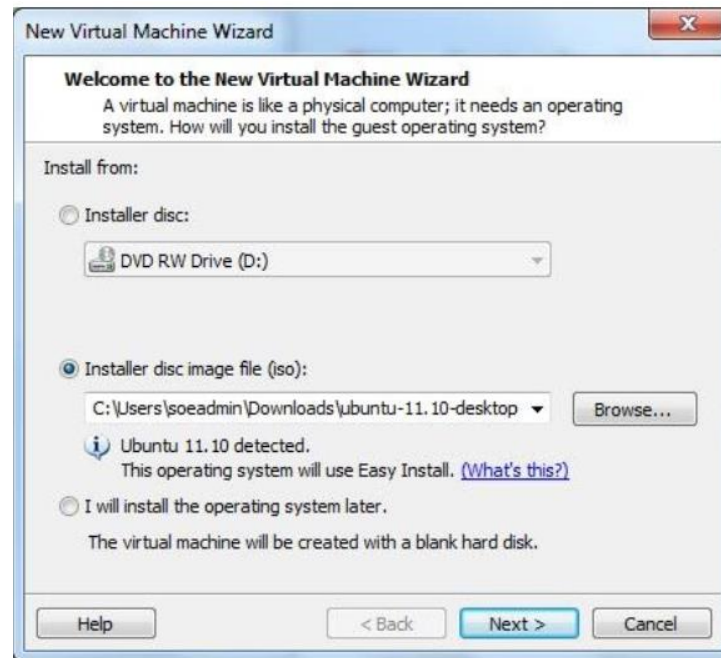 New Virtual Machine Wizard
Welcome to the New Virtual Machine Wizard
A virtual machine is like a physical computer; it needs an operating
system. How will you install the guest operating system?
Install from:
Installer disc:
DVD RW Drive (D:)
Installer disc image file (iso):
C:\Users\soeadmin\Downloads\ubuntu-11.10-desktop
Browse...
Ubuntu 11.10 detected.
This operating system will use Easy Install. (What's this?)
I will install the operating system later.
The virtual machine will be created with a blank hard disk.
Help
< Back
Next >
Cancel